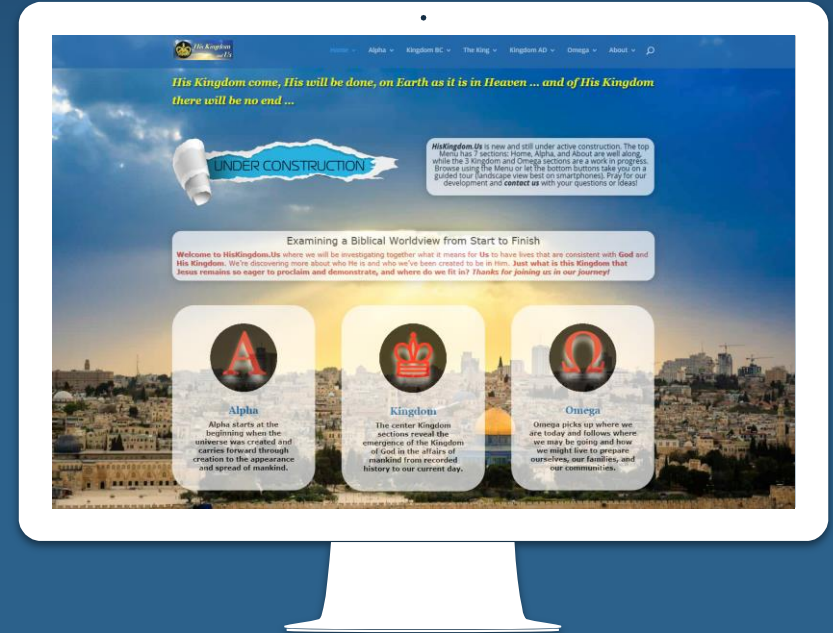 His Kingdom
Home Alpha Kingdom BC The King Kingdom AD Omega About
His Kingdom come, His will be done, on Earth as it is in Heaven ... and of His Kingdom
there will be no end ...
UNDER CONSTRUCTION
HisKingdom.Us is new and still under active construction. The top
Menu has 7 sections; Home, Alpha, and About are well along,
while the 3 Kingdom and Omega sections are a work in progress.
Browse using the Menu or let the bottom buttons take you on a
guided tour (landscape view best on smartphones). Pray for our
development and contact us with your questions or ideas!
Examining a Biblical Worldview from Start to Finish
Welcome to HisKingdom.Us where we will be investigating together what it means for Us to have lives that are consistent with God and
His Kingdom. We're discovering more about who He is and who we've been created to be in Him. Just what is this Kingdom that
Jesus remains so eager to proclaim and demonstrate, and where do we fit in? Thanks for joining us in our journey!
Α
Ω
Alpha
Alpha starts at the
beginning when the
universe was created and
carries forward through
creation to the appearance
and spread of mankind.
Kingdom
The center Kingdom
sections reveal the
emergence of the Kingdom
of God in the affairs of
mankind from recorded
history to our current day.
Omega
Omega picks up where we
are today and follows where
we may be going and how
we might live to prepare
ourselves, our families, and
our communities.